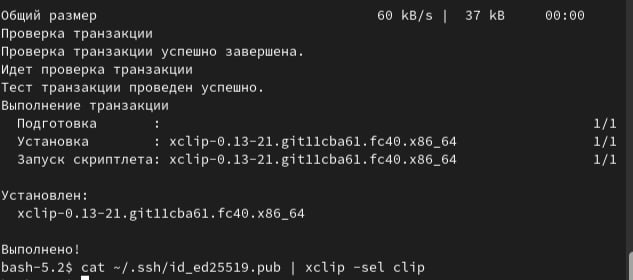 Общий размер 60 kB/s | 37 kB 00:00
Проверка транзакции
Проверка транзакции успешно завершена.
Идет проверка транзакции
Тест транзакции проведен успешно.
Выполнение транзакции
Подготовка : 1/1
Установка : xclip-0.13-21.git11cba61.fc40.x86_64 1/1
Запуск скриптлета: xclip-0.13-21.git11cba61.fc40.x86_64 1/1
Установлен:
xclip-0.13-21.git11cba61.fc40.x86_64
Выполнено!
bash-5.2$ cat ~/.ssh/id_ed25519.pub | xclip -sel clip